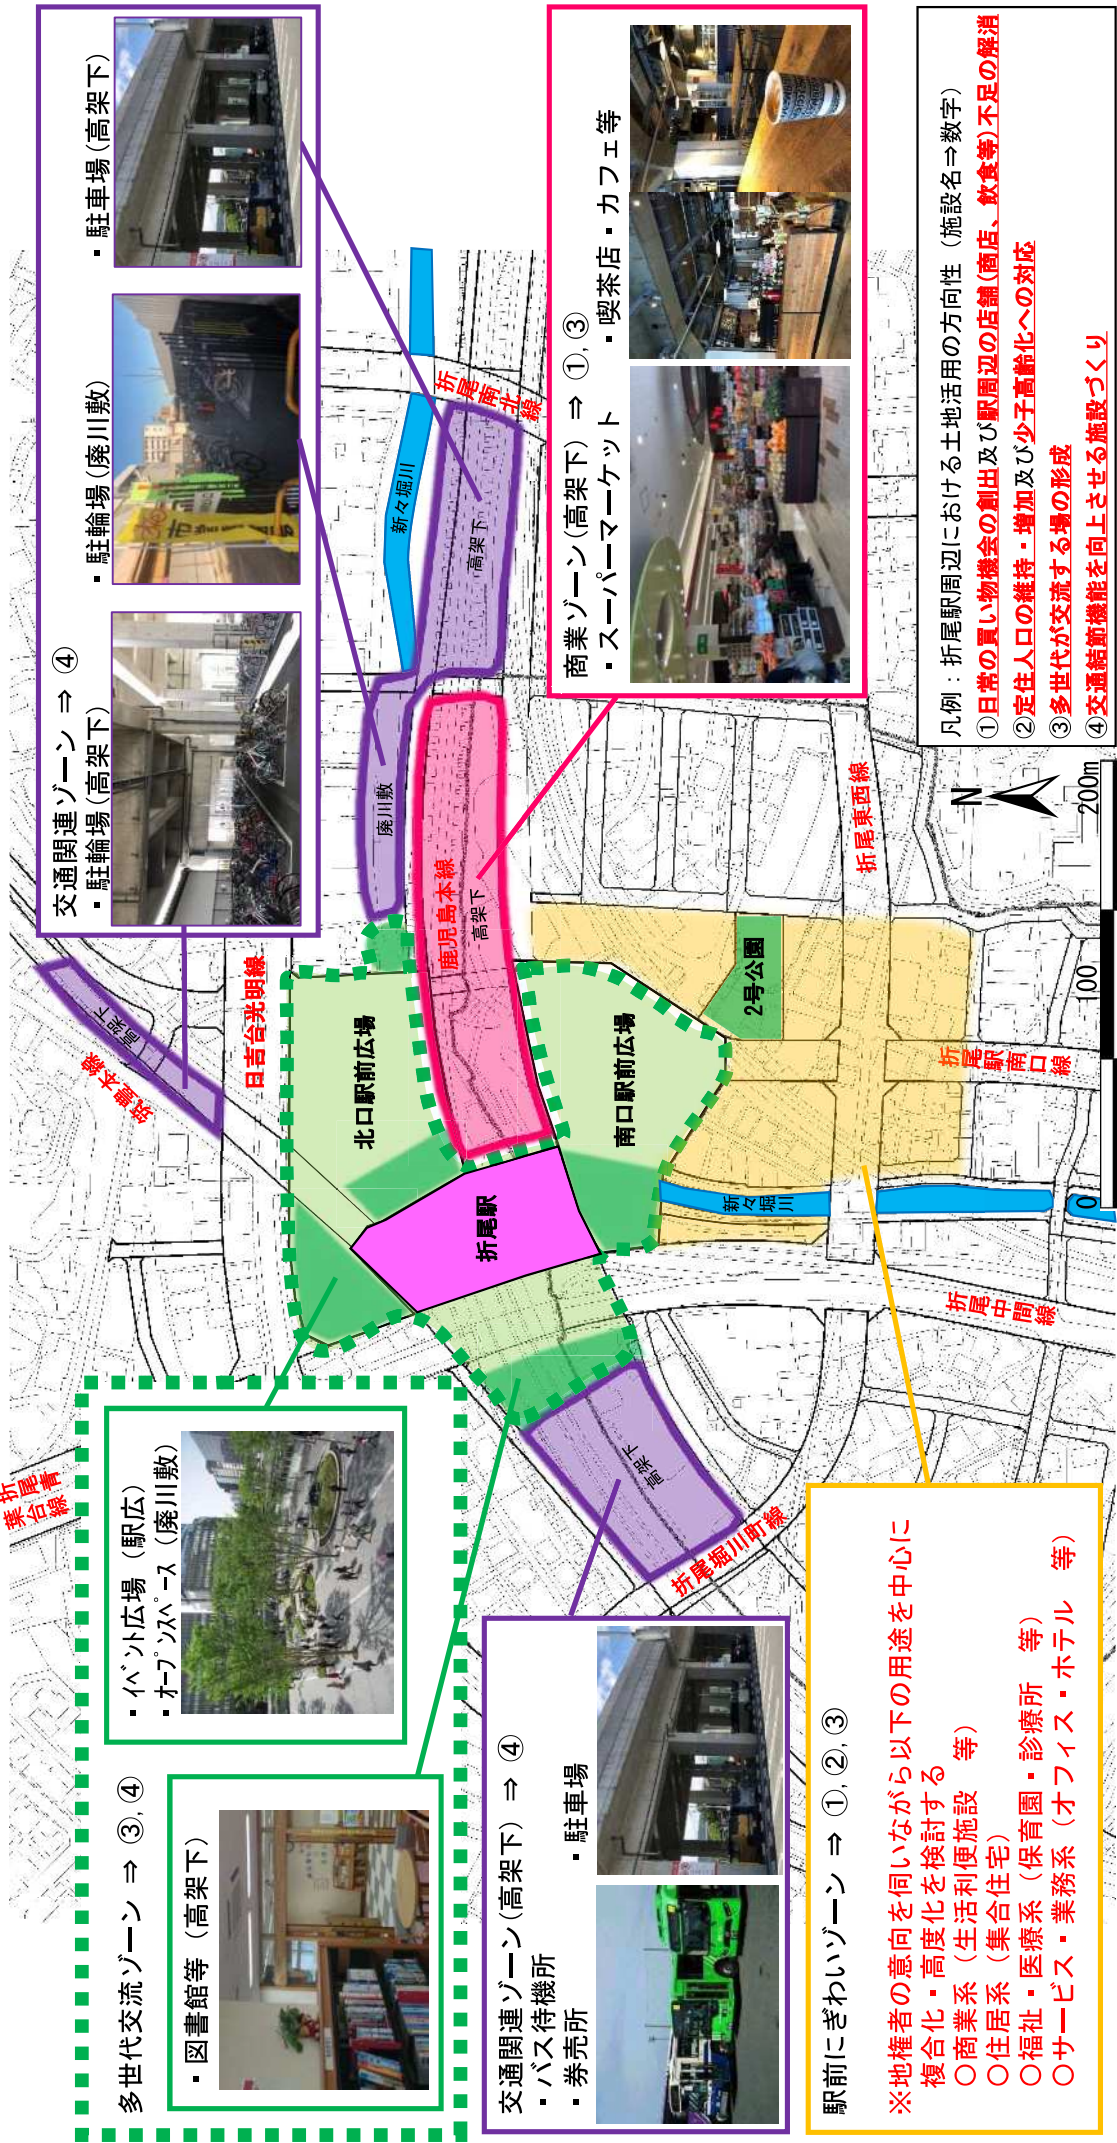 多世代交流ゾーン ⇒ ③,④
・図書館等（高架下）
・イベント広場（駅広）
・オープンスペース（廃川敷）
交通関連ゾーン ⇒ ④
・駐輪場(高架下)
・駐輪場(廃川敷)
・駐車場(高架下)
交通関連ゾーン(高架下) ⇒ ④
・バス待機所
・券売所
・駐車場
商業ゾーン(高架下) ⇒ ①,③
・スーパーマーケット
・喫茶店・カフェ等
駅前にぎわいゾーン ⇒ ①,②,③
※地権者の意向を伺いながら以下の用途を中心に
複合化・高度化を検討する
〇商業系（生活利便施設　等）
〇住居系（集合住宅）
〇福祉・医療系（保育園・診療所　等）
〇サービス・業務系（オフィス・ホテル　等）
凡例：折尾駅周辺における土地活用の方向性（施設名⇒数字）
①日常の買い物機会の創出及び駅周辺の店舗(商店、飲食等)不足の解消
②定住人口の維持・増加及び少子高齢化への対応
③多世代が交流する場の形成
④交通結節機能を向上させる施設づくり
折尾青葉台線
筑豊本線
高架下
日吉台光明線
北口駅前広場
折尾駅
南口駅前広場
鹿児島本線
高架下
廃川敷
新々堀川
高架下
折尾南北線
高架下
折尾堀川町線
新々堀川
2号公園
折尾東西線
折尾駅南口線
折尾中間線
N
0
100
200m